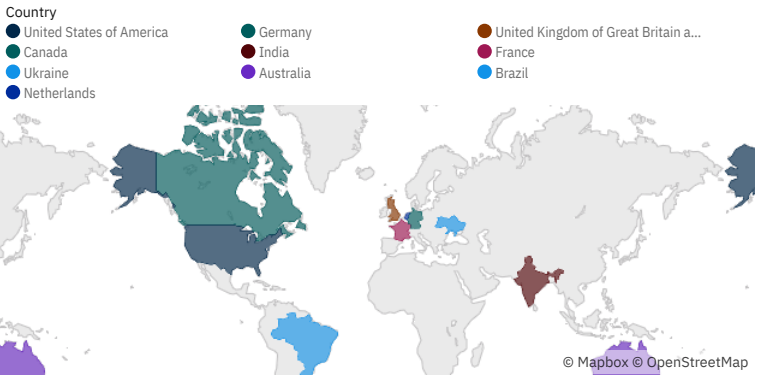 Country
United States of America Germany United Kingdom of Great Britain a...
Canada India France
Ukraine Australia Brazil
Netherlands
© Mapbox © OpenStreetMap